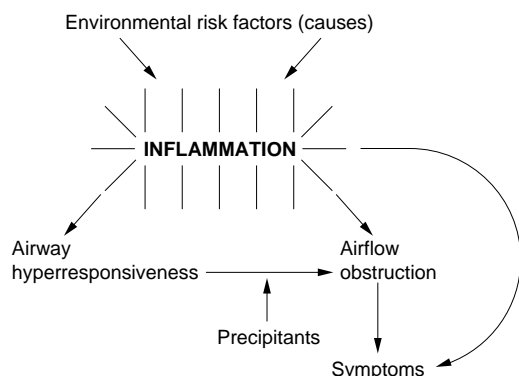 Environmental risk factors (causes)
INFLAMMATION
Airway
hyperresponsiveness
Airflow
obstruction
Precipitants
Symptoms